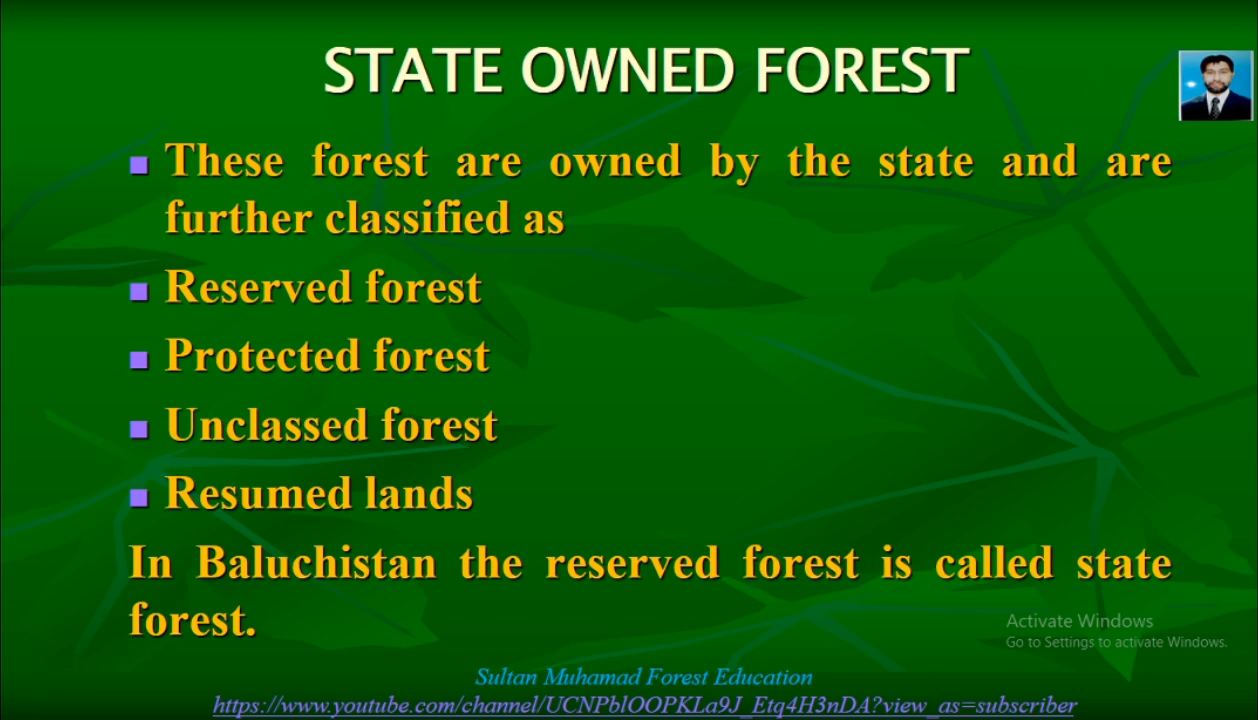 STATE OWNED FOREST
These forest are owned by the state and are
further classified as
Reserved forest
Protected forest
Unclassed forest
Resumed lands
In Baluchistan the reserved forest is called state
forest.
Activate Windows
Go to Settings to activate Windows.
Sultan Muhamad Forest Education
https://www.youtube.com/channel/UCNPblOOPKLa9J_Etq4H3nDA?view_as=subscriber